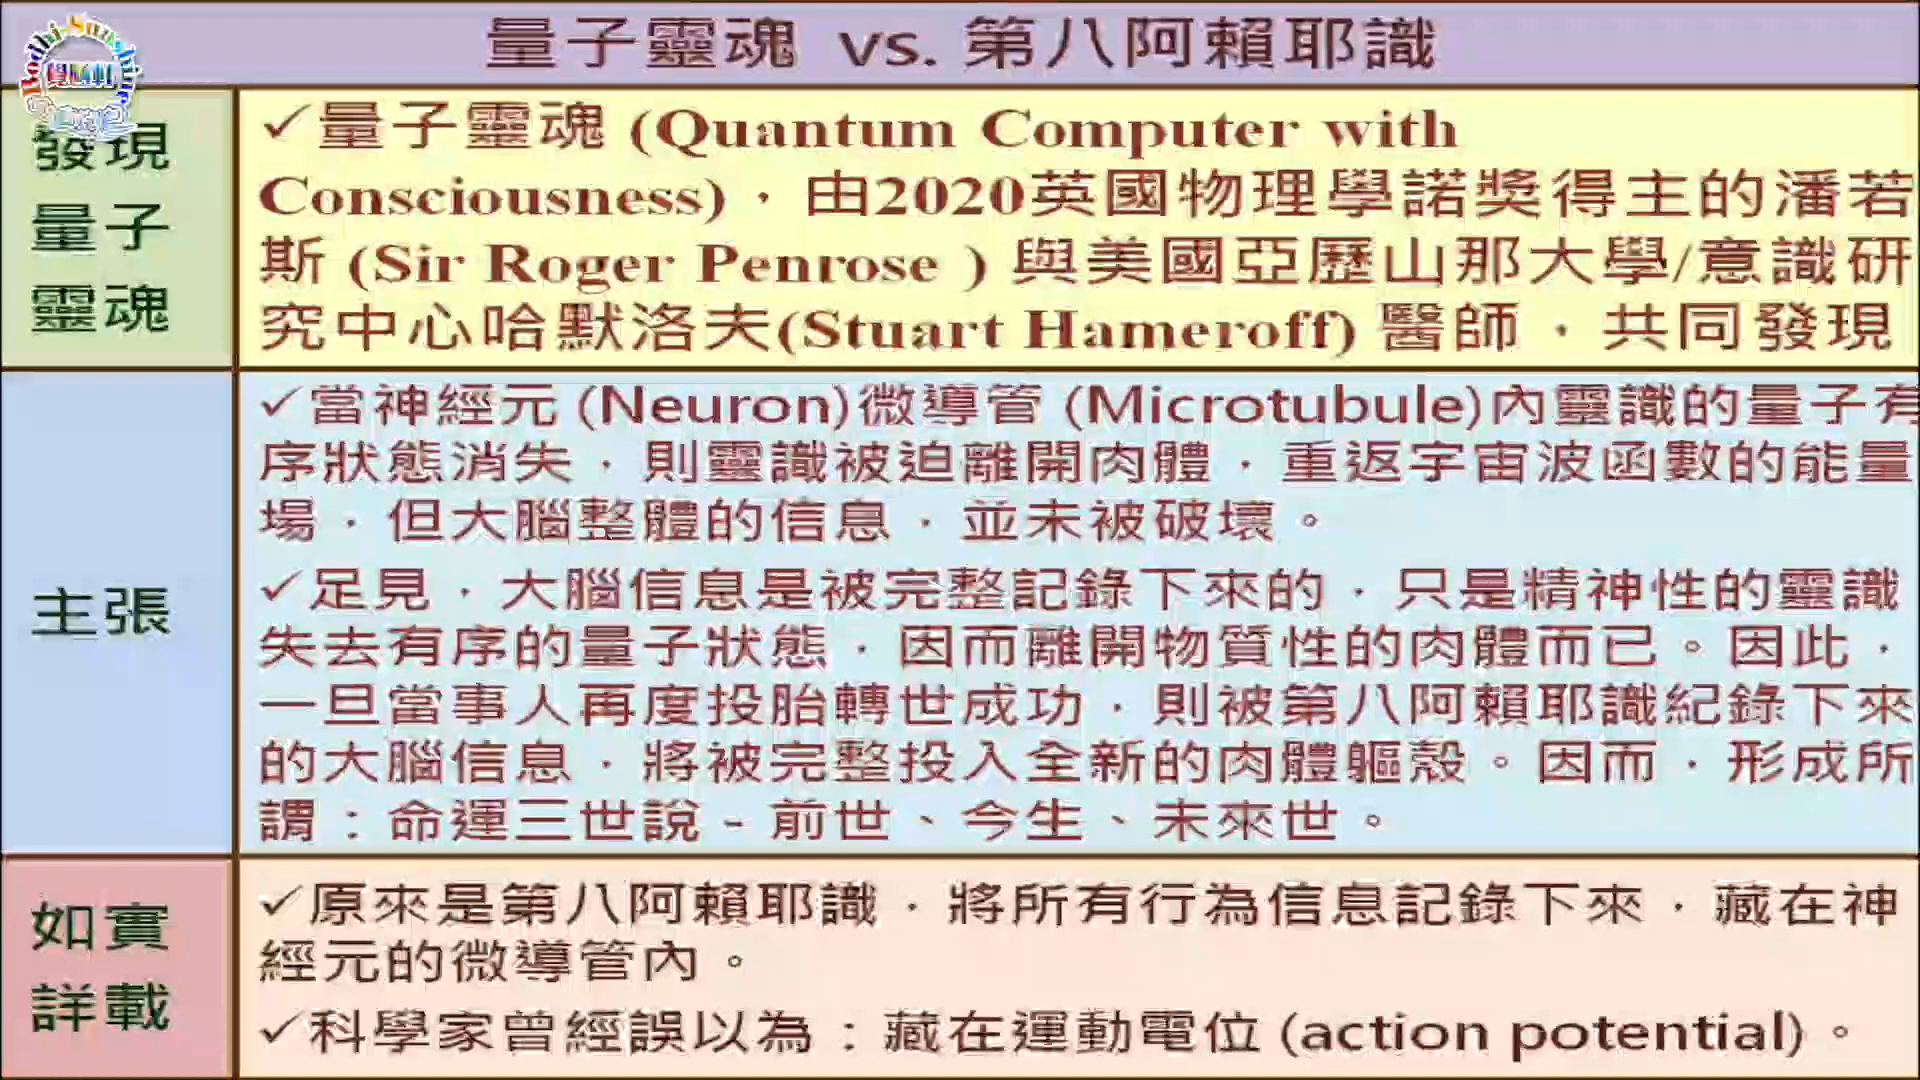 量子靈魂 vs. 第八阿賴耶識
發現
量子
靈魂
✓量子靈魂 (Quantum Computer with
Consciousness)，由2020英國物理學諾獎得主的潘若
斯 (Sir Roger Penrose ) 與美國亞歷山那大學/意識研
究中心哈默洛夫(Stuart Hameroff) 醫師，共同發現
主張
✓當神經元 (Neuron)微導管 (Microtubule)內靈識的量子有
序狀態消失，則靈識被迫離開肉體，重返宇宙波函數的能量
場，但大腦整體的信息，並未被破壞。
✓足見，大腦信息是被完整記錄下來的，只是精神性的靈識
失去有序的量子狀態，因而離開物質性的肉體而已。因此，
一旦當事人再度投胎轉世成功，則被第八阿賴耶識紀錄下來
的大腦信息，將被完整投入全新的肉體軀殼。因而，形成所
謂：命運三世說 - 前世、今生、未來世。
如實
詳載
✓原來是第八阿賴耶識，將所有行為信息記錄下來，藏在神
經元的微導管內。
✓科學家曾經誤以為：藏在運動電位 (action potential)。